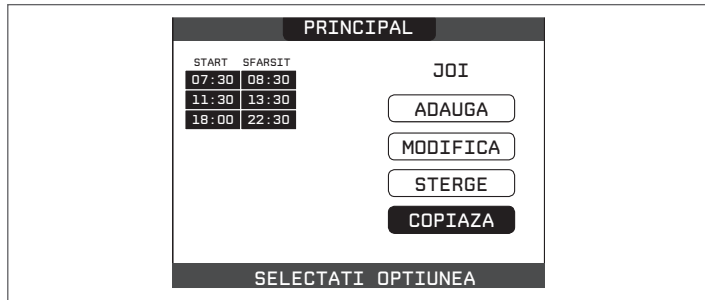 PRINCIPAL
START SFARSIT
07:30 08:30
11:30 13:30
18:00 22:30
JOI
ADAUGA
MODIFICA
STERGE
COPIAZA
SELECTATI OPTIUNEA